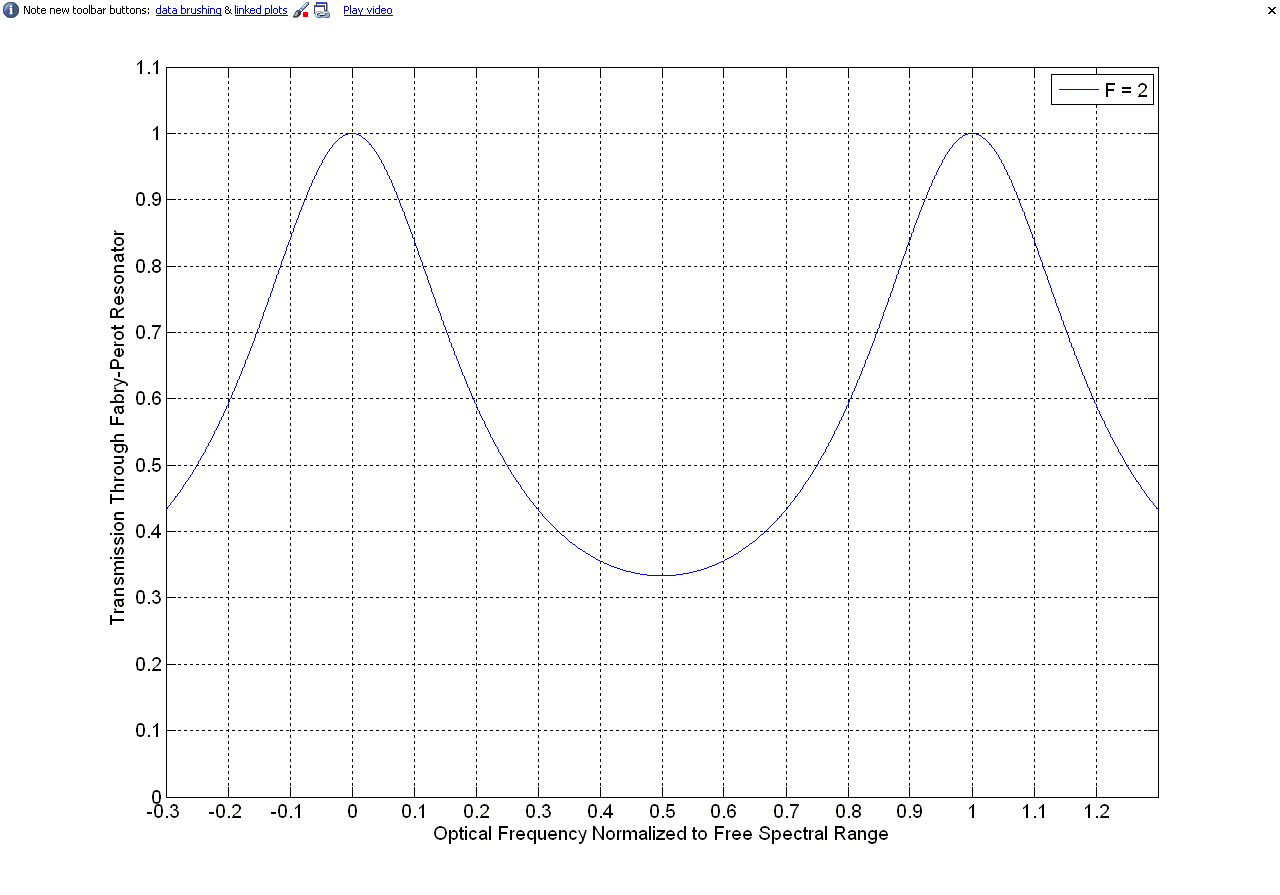 Note new toolbar buttons: data brushing & linked plots Play video
F = 2
1.1
1
0.9
0.8
0.7
0.6
0.5
0.4
0.3
0.2
0.1
0
Transmission Through Fabry-Perot Resonator
-0.3 -0.2 -0.1 0 0.1 0.2 0.3 0.4 0.5 0.6 0.7 0.8 0.9 1 1.1 1.2
Optical Frequency Normalized to Free Spectral Range